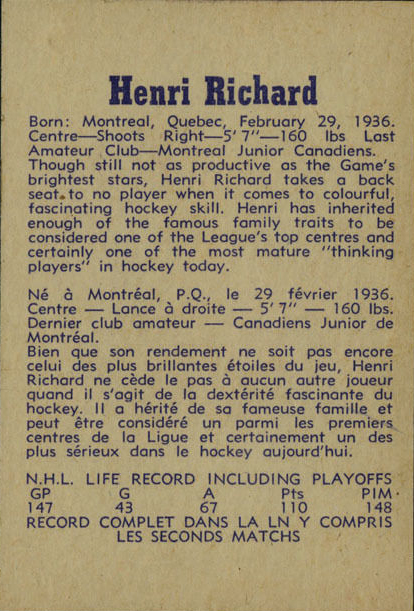 Henri Richard
Born: Montreal, Quebec, February 29, 1936.
Centre—Shoots Right—5' 7"—160 lbs Last
Amateur Club—Montreal Junior Canadiens.
Though still not as productive as the Game's
brightest stars, Henri Richard takes a back
seat to no player when it comes to colourful,
fascinating hockey skill. Henri has inherited
enough of the famous family traits to be
considered one of the League's top centres and
certainly one of the most mature "thinking
players" in hockey today.
Né à Montréal, P.Q., le 29 février 1936.
Centre — Lance à droite — 5' 7" — 160 lbs.
Dernier club amateur — Canadiens Junior de
Montréal.
Bien que son rendement ne soit pas encore
celui des plus brillantes étoiles du jeu, Henri
Richard ne cède le pas à aucun autre joueur
quand il s'agit de la dextérité fascinante du
hockey. Il a hérité de sa fameuse famille et
peut être considéré un parmi les premiers
centres de la Ligue et certainement un des
plus sérieux dans le hockey aujourd'hui.
N.H.L. LIFE RECORD INCLUDING PLAYOFFS
GP G A Pts PIM
147 43 67 110 148
RECORD COMPLET DANS LA LN Y COMPRIS
LES SECONDS MATCHS